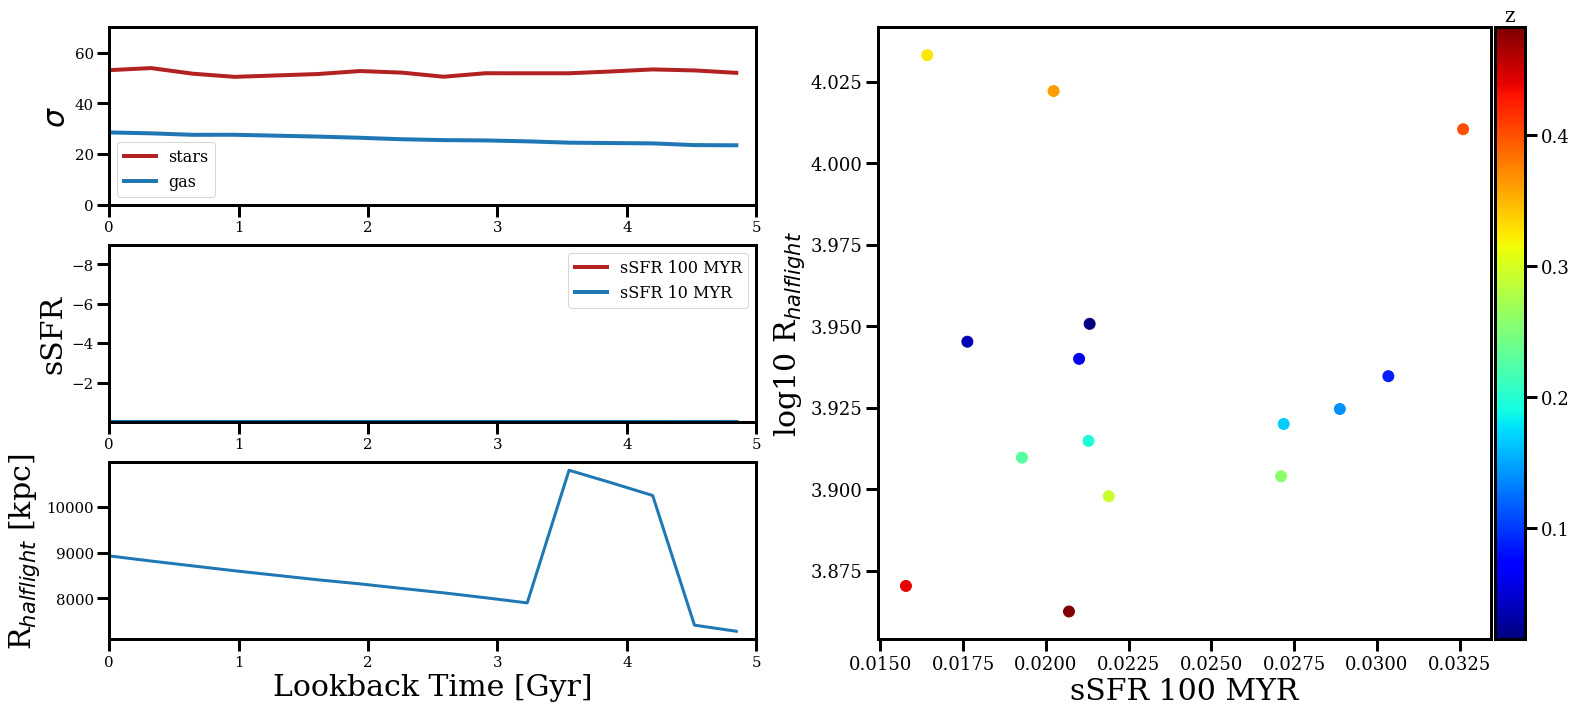 60
40
20
0
σ
stars
gas
0 1 2 3 4 5
−8
−6
−4
−2
sSFR
sSFR 100 MYR
sSFR 10 MYR
0 1 2 3 4 5
10000
9000
8000
R_halflight [kpc]
0 1 2 3 4 5
Lookback Time [Gyr]
4.025
4.000
3.975
3.950
3.925
3.900
3.875
log10 R_halflight
0.0150 0.0175 0.0200 0.0225 0.0250 0.0275 0.0300 0.0325
sSFR 100 MYR
z
0.4
0.3
0.2
0.1